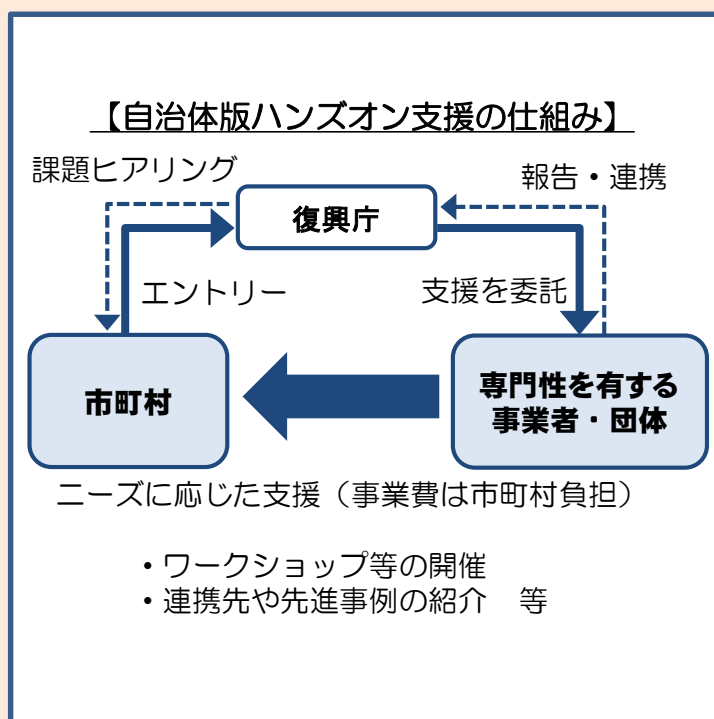 【自治体版ハンズオン支援の仕組み】
課題ヒアリング
報告・連携
復興庁
エントリー
支援を委託
市町村
専門性を有する
事業者・団体
ニーズに応じた支援（事業費は市町村負担）
・ワークショップ等の開催
・連携先や先進事例の紹介　等